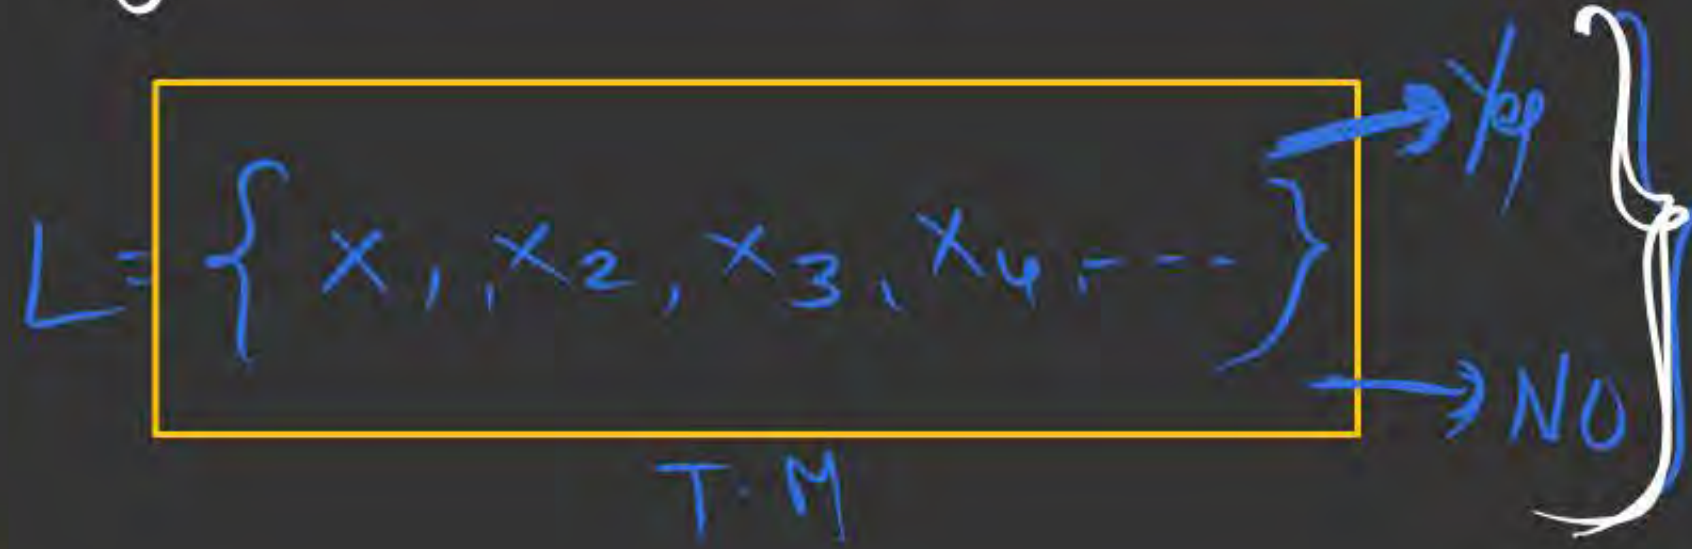 Yes
L = { x1, x2, x3, x4, ---- }
NO
T.M